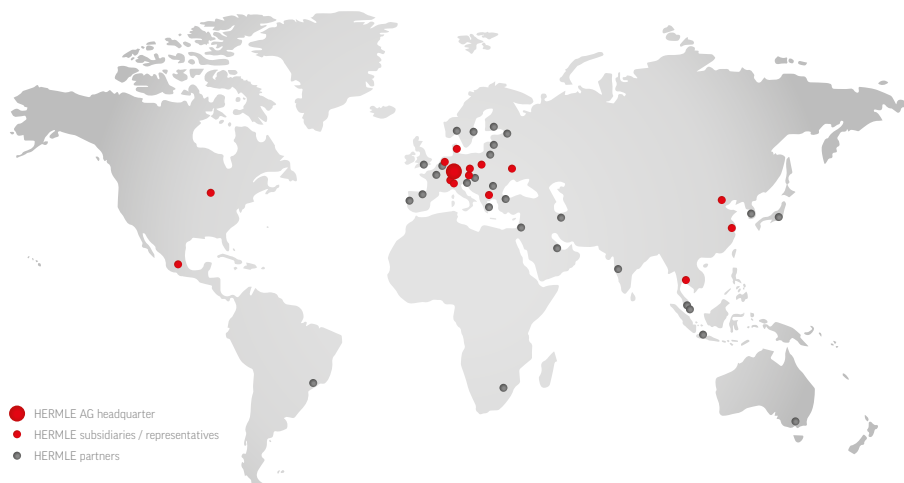 HERMLE AG headquarter
HERMLE subsidiaries / representatives
HERMLE partners